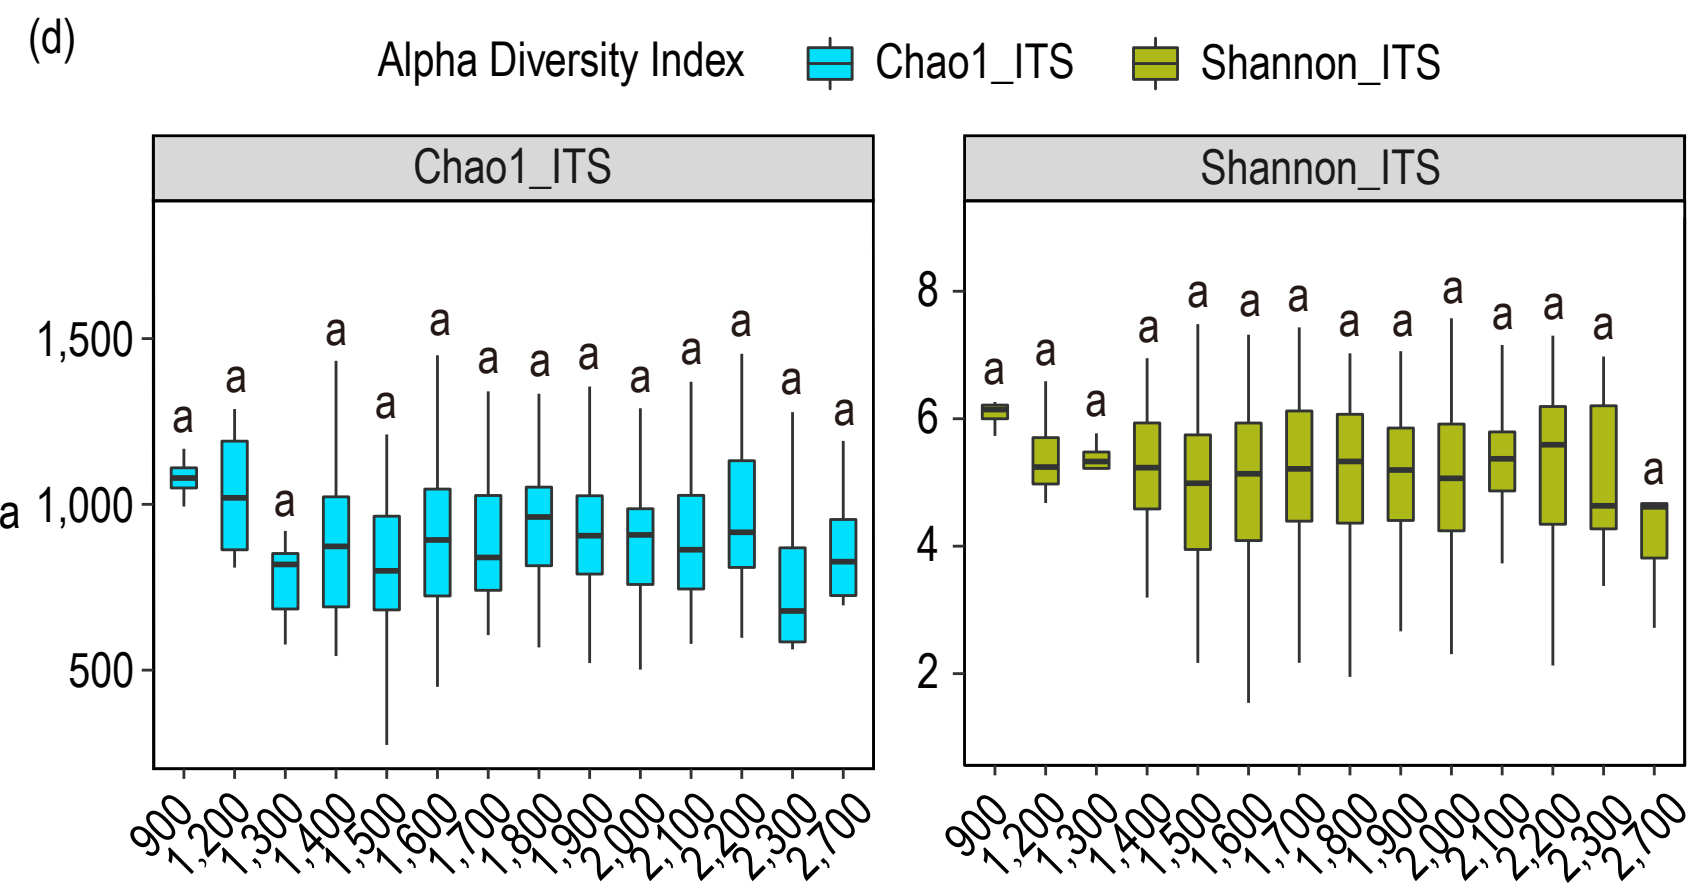 (d)
Alpha Diversity Index Chao1_ITS Shannon_ITS
Chao1_ITS
1,500
1,000
500
a
a a a a a a a a a a a a a a
900 1,200 1,300 1,400 1,500 1,600 1,700 1,800 1,900 2,000 2,100 2,200 2,300 2,700
Shannon_ITS
8
6
4
2
a a a a a a a a a a a a a a
900 1,200 1,300 1,400 1,500 1,600 1,700 1,800 1,900 2,000 2,100 2,200 2,300 2,700